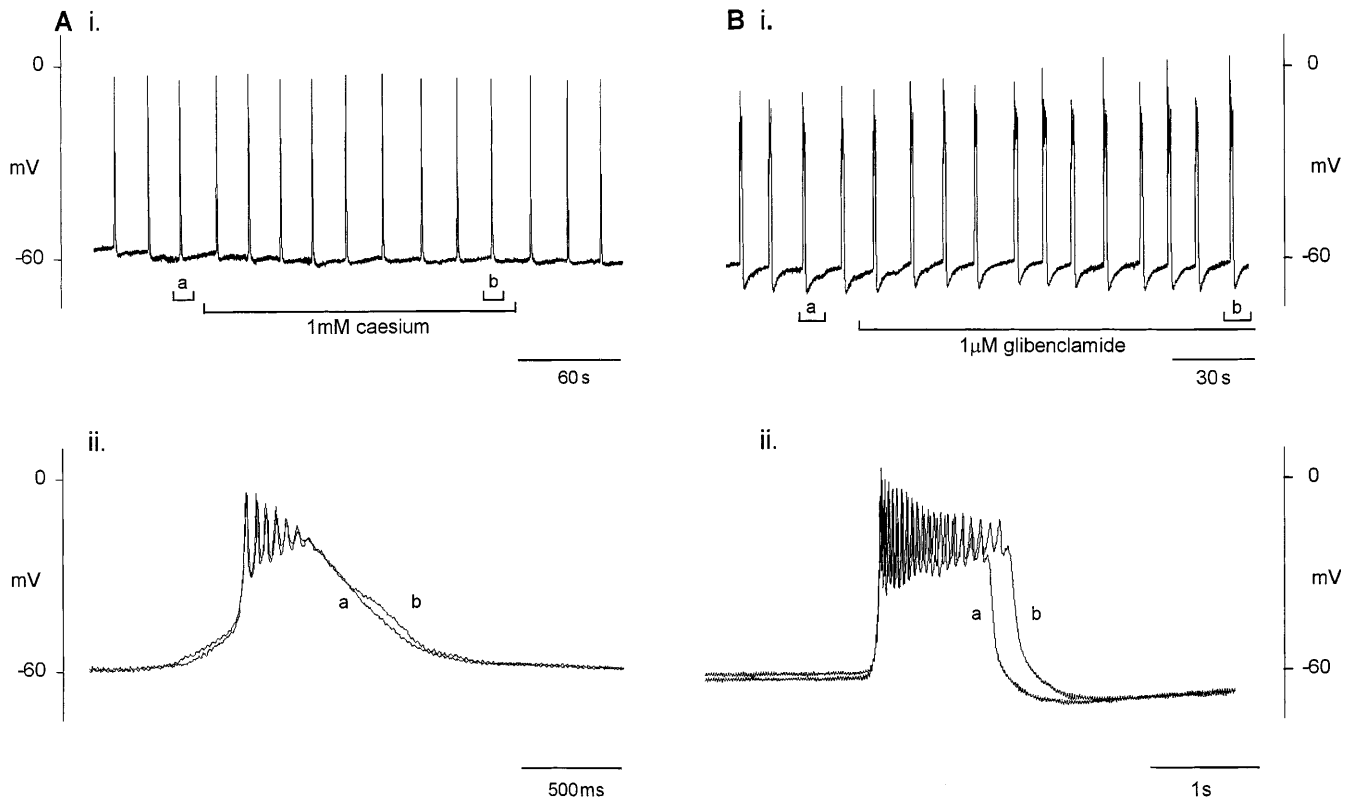 A i.
0
mV
-60
a
b
1mM caesium
60 s
B i.
0
mV
-60
a
b
1μM glibenclamide
30 s
ii.
0
mV
-60
a
b
500ms
ii.
0
mV
-60
a
b
1s